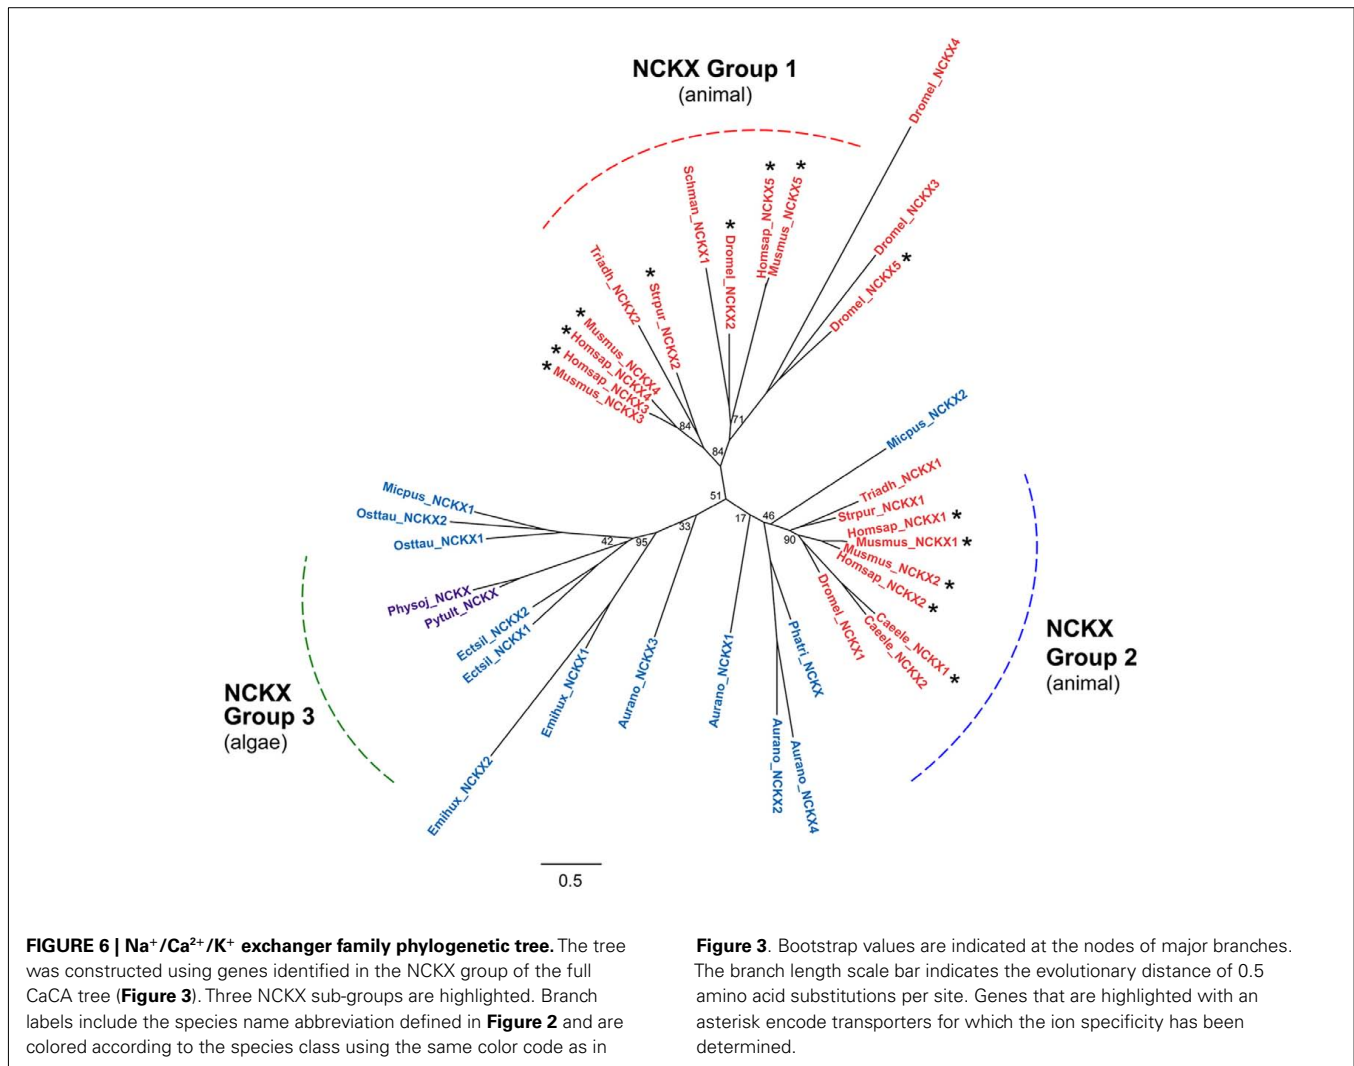 NCKX Group 1
(animal)
Dromel_NCKX4
Dromel_NCKX3
Dromel_NCKX5 *
* Musmus_NCKX5
* Homsap_NCKX5
* Dromel_NCKX2
Schman_NCKX1
* Strpur_NCKX2
Triadh_NCKX2
* Musmus_NCKX4
* Homsap_NCKX4
* Homsap_NCKX3
* Musmus_NCKX3
84
71
84
51
Micpus_NCKX2
Triadh_NCKX1
Strpur_NCKX1
Homsap_NCKX1 *
Musmus_NCKX1 *
Musmus_NCKX2 *
Homsap_NCKX2 *
Caeele_NCKX1 *
Caeele_NCKX2
Dromel_NCKX1
17
46
90
NCKX
Group 2
(animal)
Phatri_NCKX
Aurano_NCKX4
Aurano_NCKX2
Aurano_NCKX1
Aurano_NCKX3
33
95
42
Micpus_NCKX1
Osttau_NCKX2
Osttau_NCKX1
Physoj_NCKX
Pytult_NCKX
Ectsil_NCKX2
Ectsil_NCKX1
Emihux_NCKX1
Emihux_NCKX2
NCKX
Group 3
(algae)
0.5
FIGURE 6 | Na⁺/Ca²⁺/K⁺ exchanger family phylogenetic tree. The tree
was constructed using genes identified in the NCKX group of the full
CaCA tree (Figure 3). Three NCKX sub-groups are highlighted. Branch
labels include the species name abbreviation defined in Figure 2 and are
colored according to the species class using the same color code as in
Figure 3. Bootstrap values are indicated at the nodes of major branches.
The branch length scale bar indicates the evolutionary distance of 0.5
amino acid substitutions per site. Genes that are highlighted with an
asterisk encode transporters for which the ion specificity has been
determined.